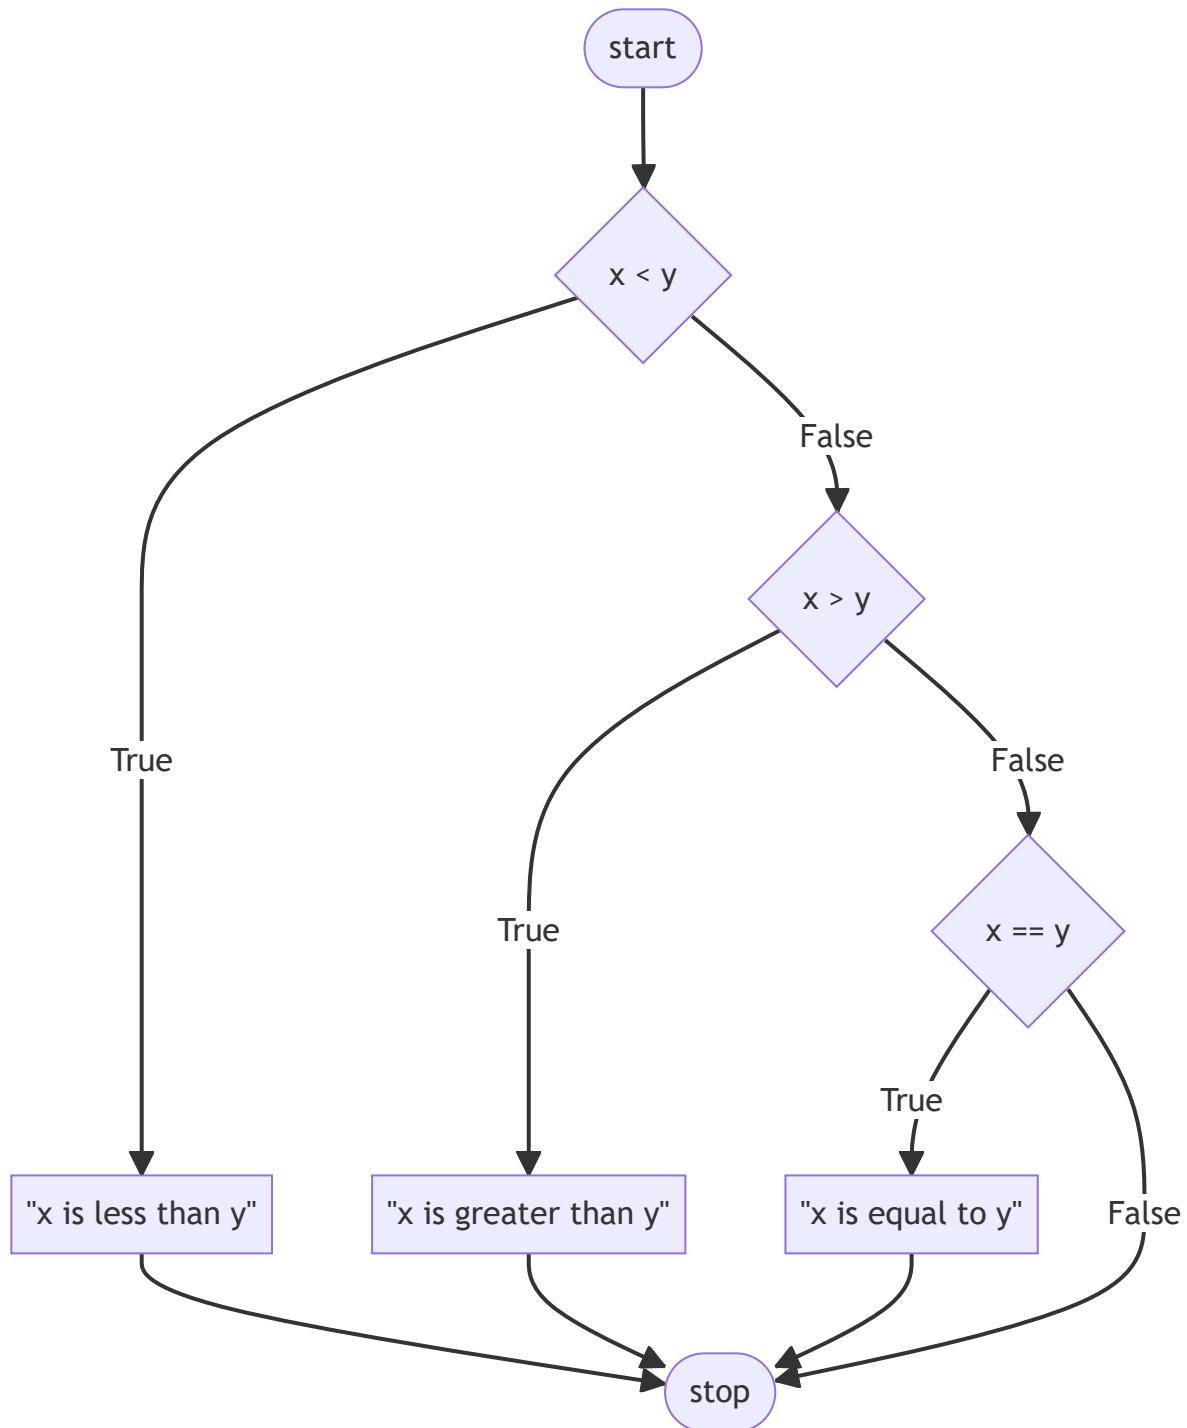 start
x < y
False
x > y
True
False
True
x == y
True
"x is less than y"
"x is greater than y"
"x is equal to y"
False
stop